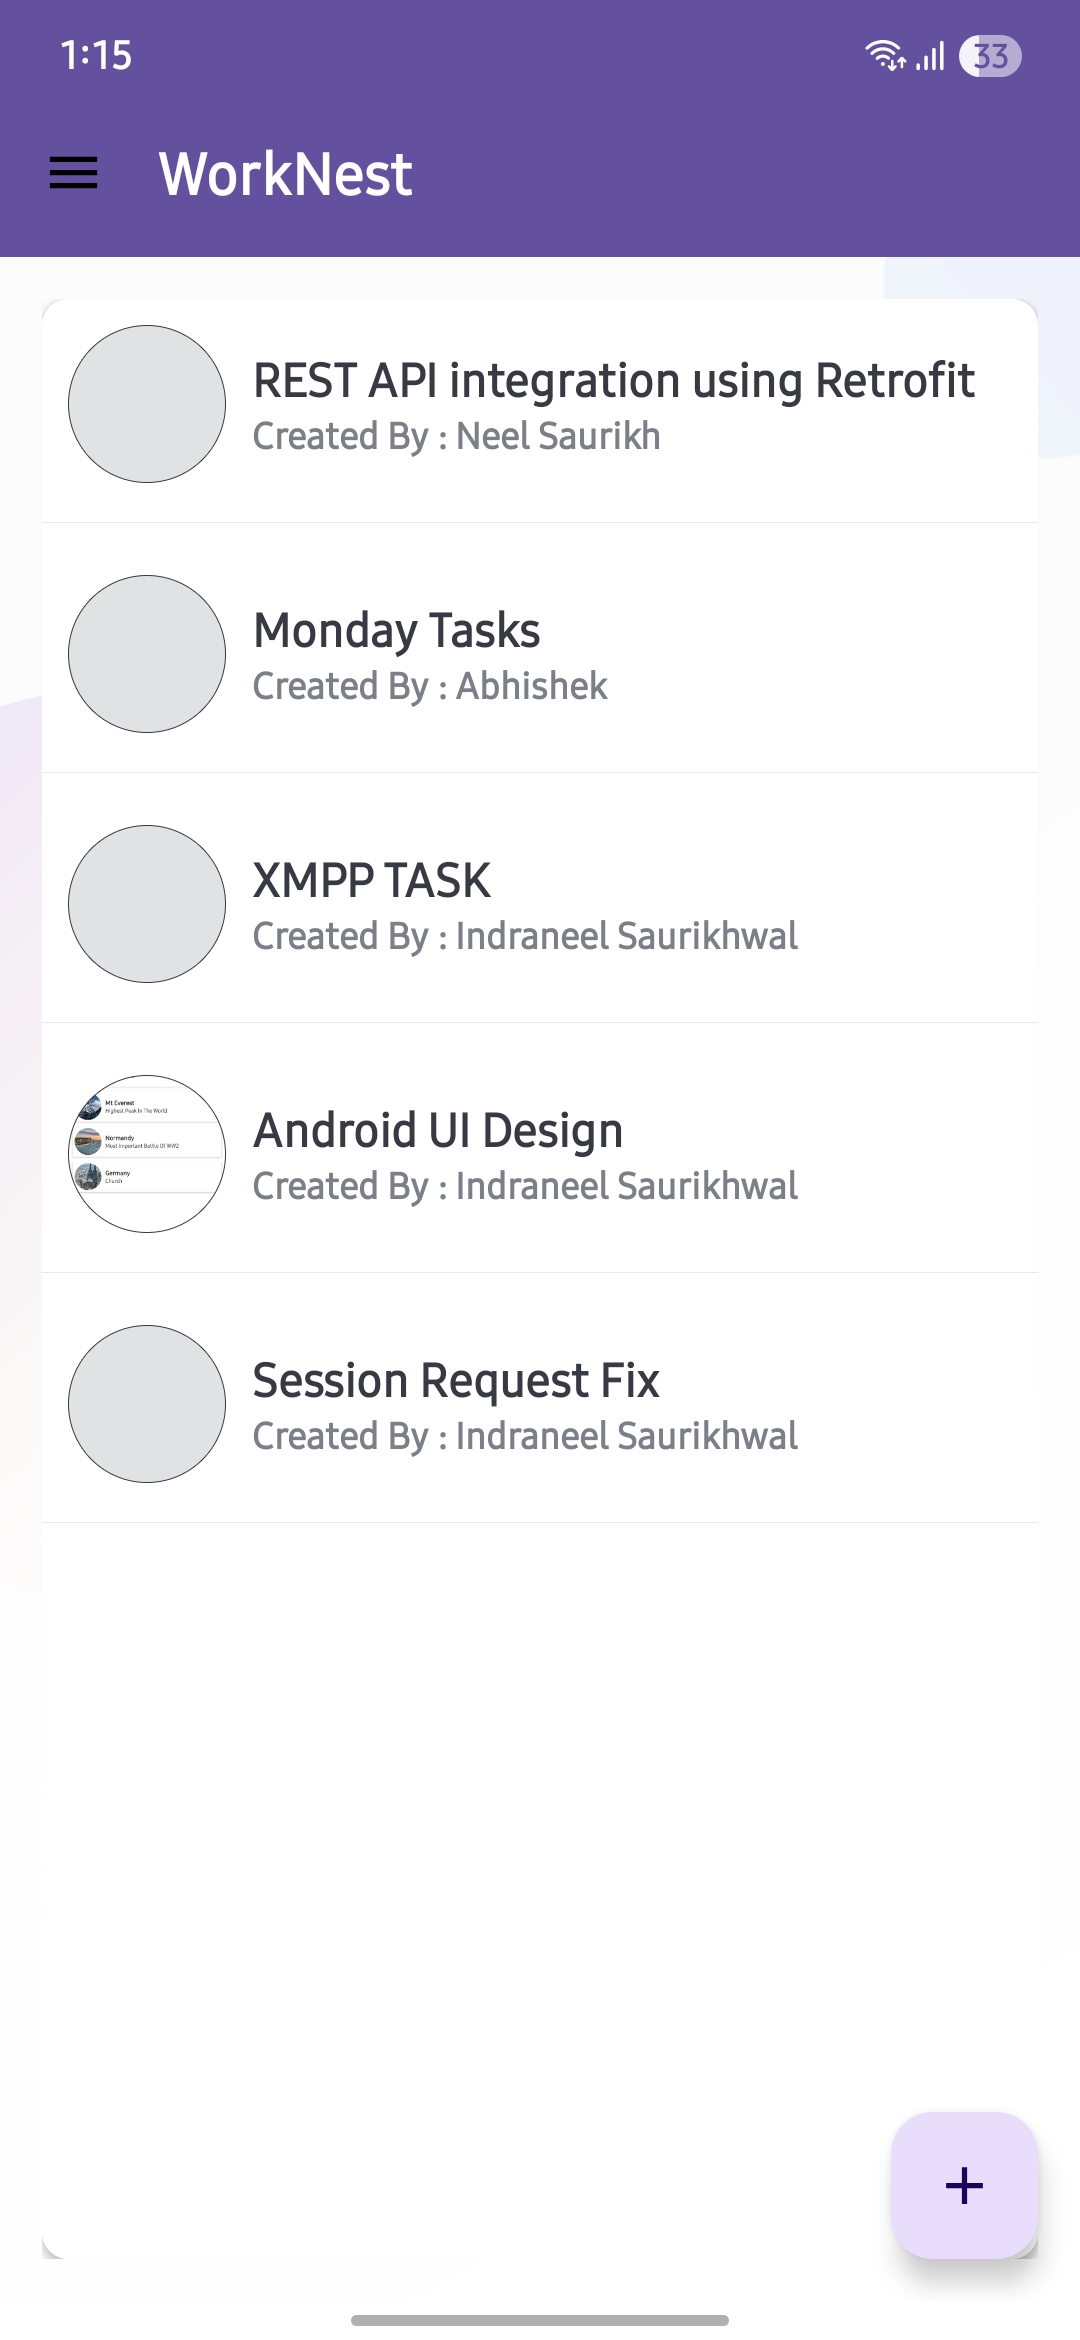 1:15
33
WorkNest
REST API integration using Retrofit
Created By : Neel Saurikh
Monday Tasks
Created By : Abhishek
XMPP TASK
Created By : Indraneel Saurikhwal
Mt Everest
Highest Peak In The World
Normandy
Most Important Battle Of WW2
Germany
Church
Android UI Design
Created By : Indraneel Saurikhwal
Session Request Fix
Created By : Indraneel Saurikhwal